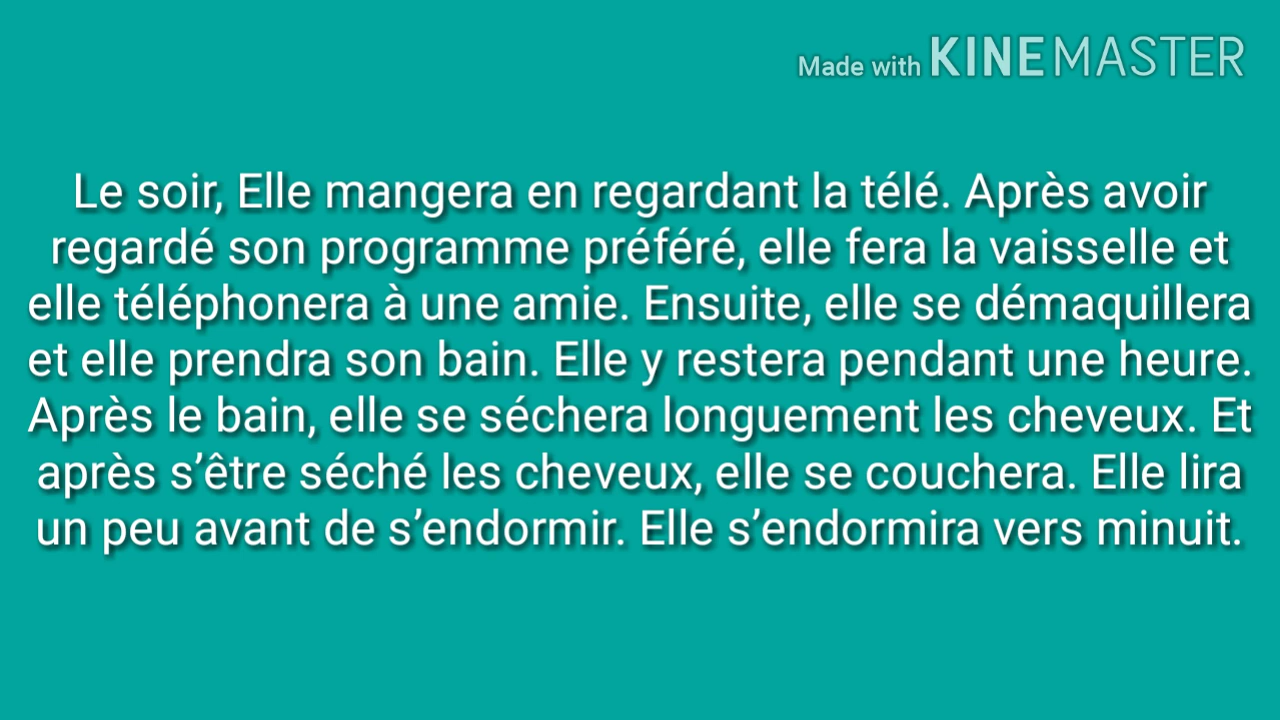 Made with KINEMASTER
Le soir, Elle mangera en regardant la télé. Après avoir
regardé son programme préféré, elle fera la vaisselle et
elle téléphonera à une amie. Ensuite, elle se démaquillera
et elle prendra son bain. Elle y restera pendant une heure.
Après le bain, elle se séchera longuement les cheveux. Et
après s’être séché les cheveux, elle se couchera. Elle lira
un peu avant de s’endormir. Elle s’endormira vers minuit.